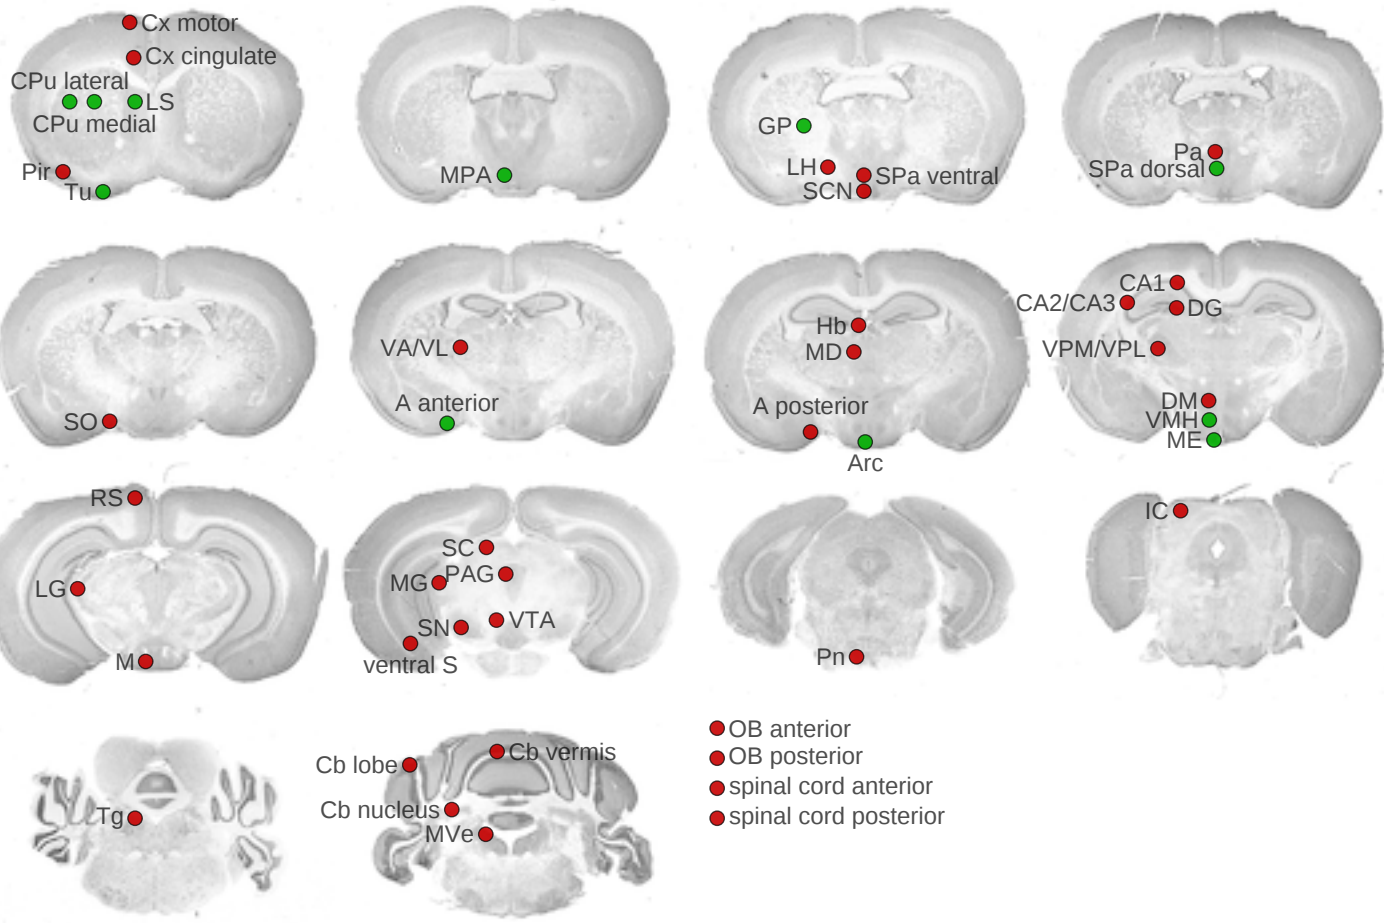 Cx motor
Cx cingulate
CPu lateral
LS
CPu medial
Pir
Tu
MPA
GP
LH
SPa ventral
SCN
Pa
SPa dorsal
SO
VA/VL
A anterior
Hb
MD
A posterior
Arc
CA1
CA2/CA3
DG
VPM/VPL
DM
VMH
ME
RS
LG
M
SC
MG
PAG
SN
VTA
ventral S
Pn
IC
Tg
Cb vermis
Cb lobe
Cb nucleus
MVe
OB anterior
OB posterior
spinal cord anterior
spinal cord posterior